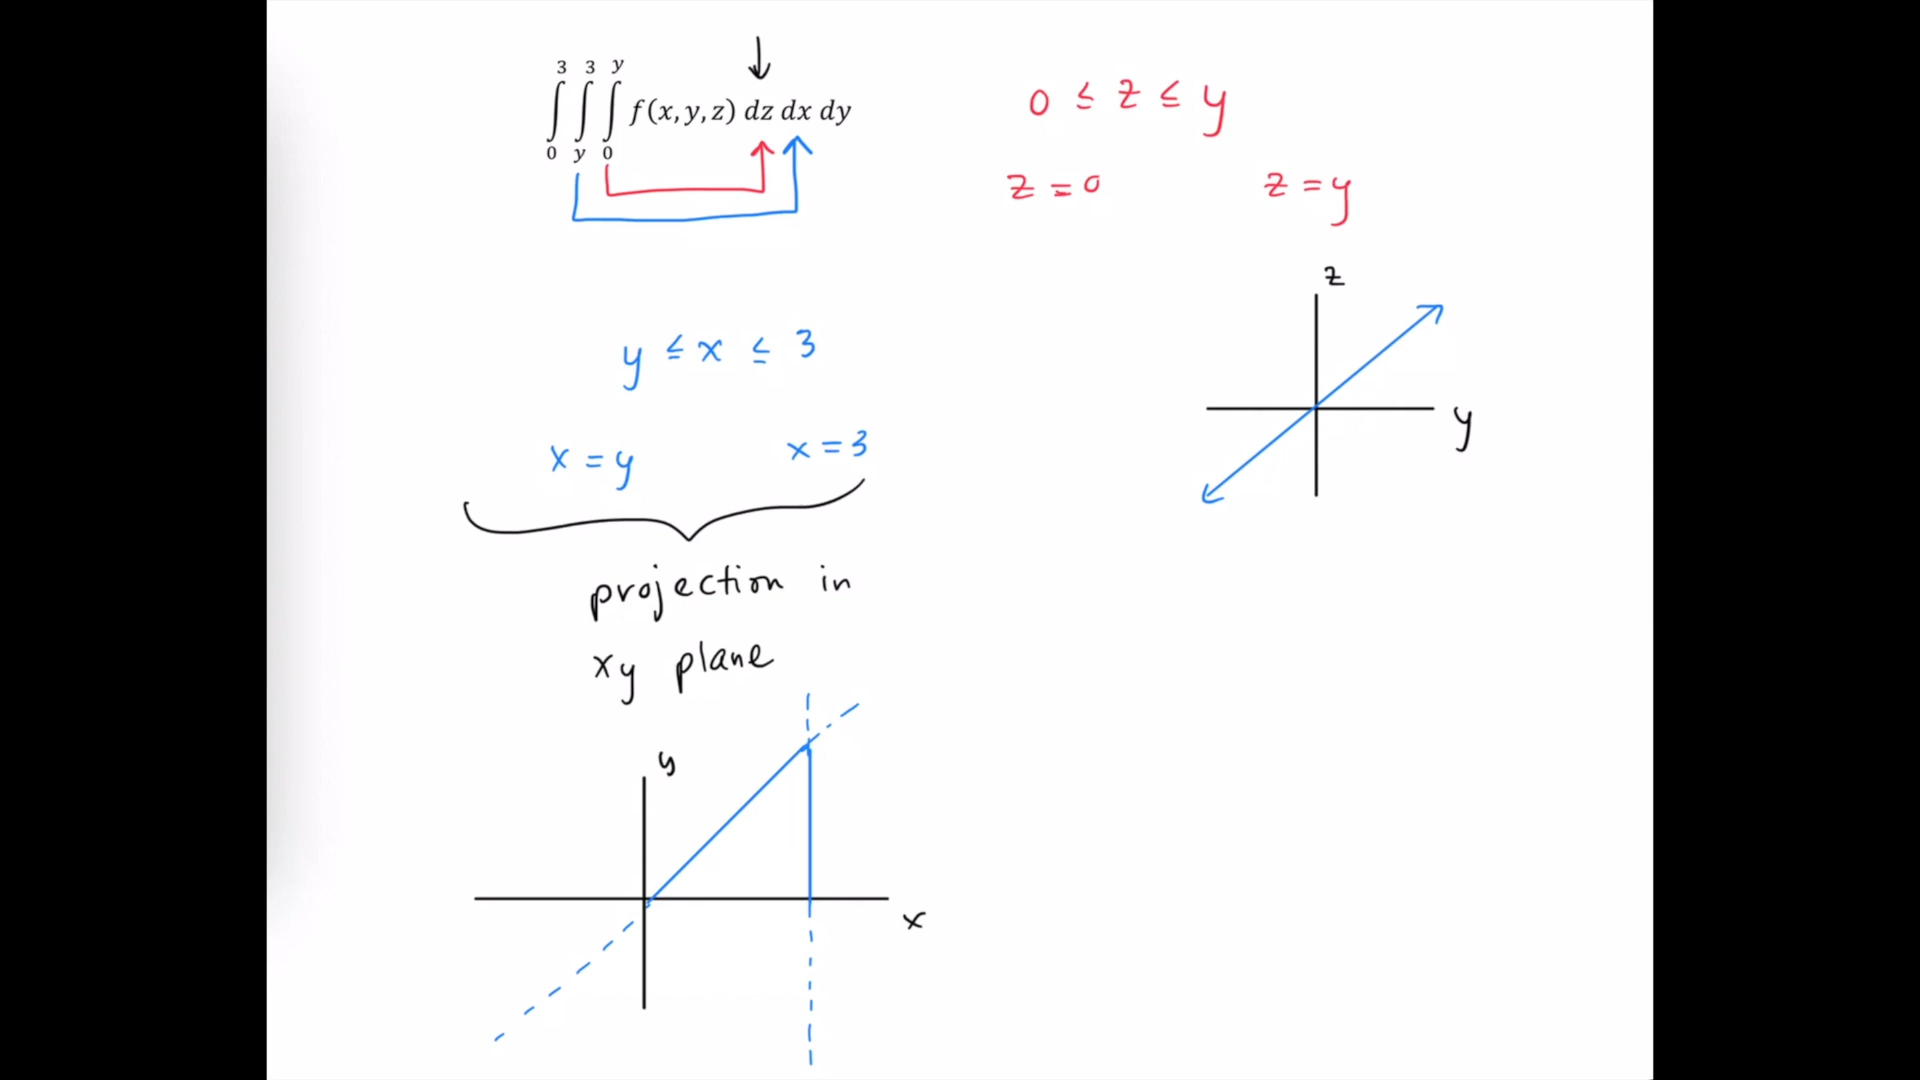 3 3 y
∫ ∫ ∫ f(x, y, z) dz dx dy
0 y 0
0 ≤ z ≤ y
z = 0 z = y
z
y
y ≤ x ≤ 3
x = y x = 3
projection in
xy plane
y
x